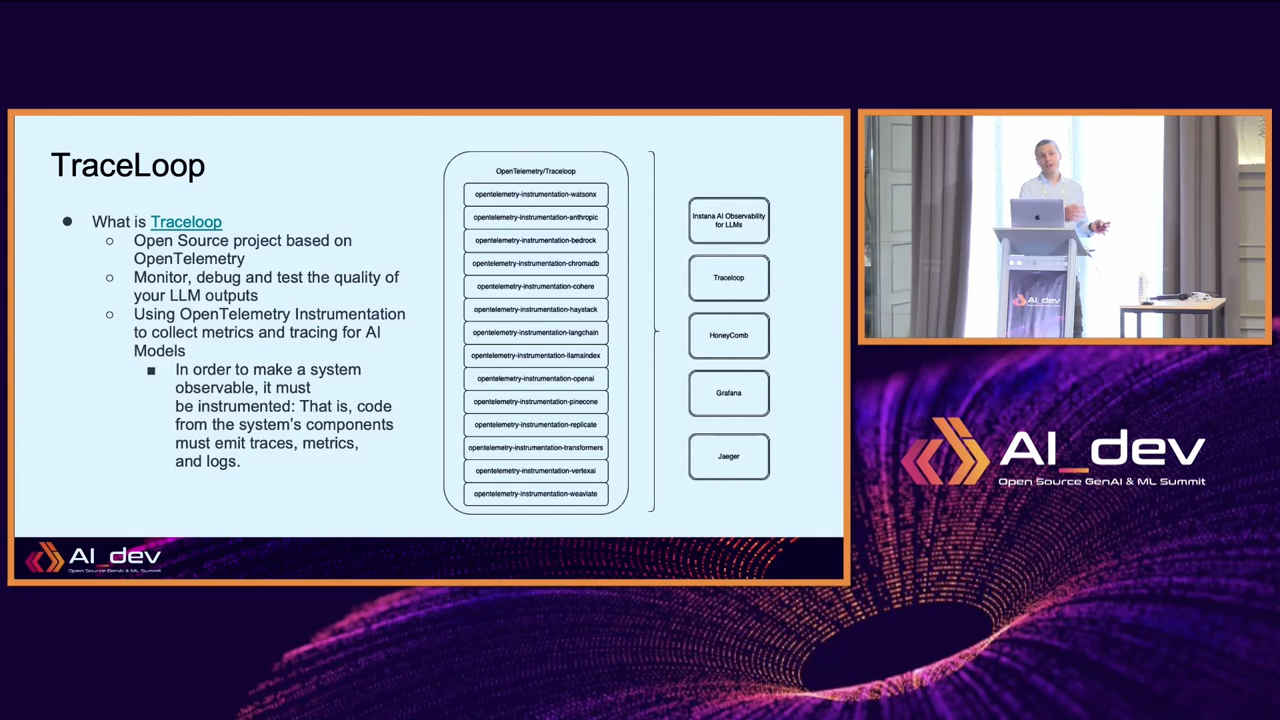 TraceLoop
● What is Traceloop
○ Open Source project based on
OpenTelemetry
○ Monitor, debug and test the quality of
your LLM outputs
○ Using OpenTelemetry Instrumentation
to collect metrics and tracing for AI
Models
■ In order to make a system
observable, it must
be instrumented: That is, code
from the system's components
must emit traces, metrics,
and logs.
OpenTelemetry/Traceloop
opentelemetry-instrumentation-watsonx
opentelemetry-instrumentation-anthropic
opentelemetry-instrumentation-bedrock
opentelemetry-instrumentation-chromadb
opentelemetry-instrumentation-cohere
opentelemetry-instrumentation-haystack
opentelemetry-instrumentation-langchain
opentelemetry-instrumentation-llamaindex
opentelemetry-instrumentation-openai
opentelemetry-instrumentation-pinecone
opentelemetry-instrumentation-replicate
opentelemetry-instrumentation-transformers
opentelemetry-instrumentation-vertexai
opentelemetry-instrumentation-weaviate
Instana AI Observability
for LLMs
Traceloop
HoneyComb
Grafana
Jaeger
AI_dev
Open Source GenAI & ML Summit
AI_dev
AI_dev
Open Source GenAI & ML Summit